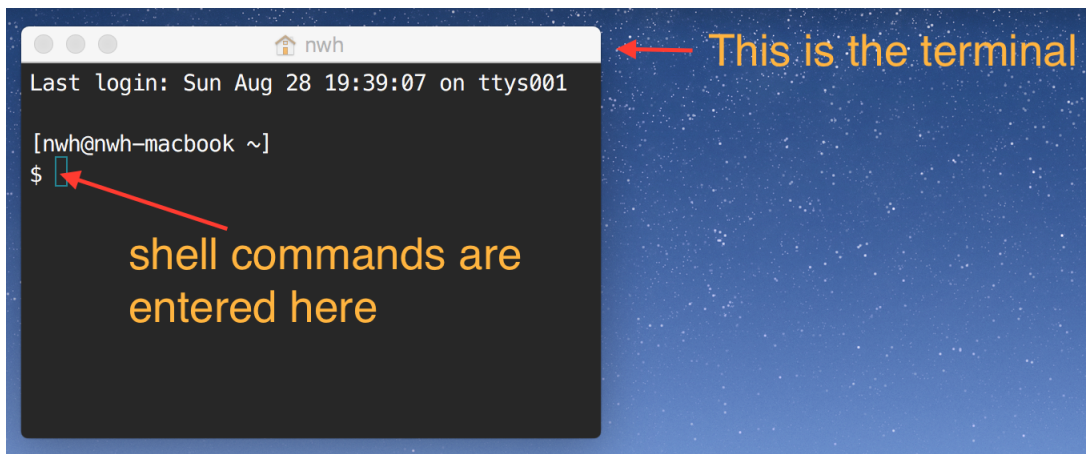 nwh
This is the terminal
Last login: Sun Aug 28 19:39:07 on ttys001
[nwh@nwh-macbook ~]
$
shell commands are
entered here